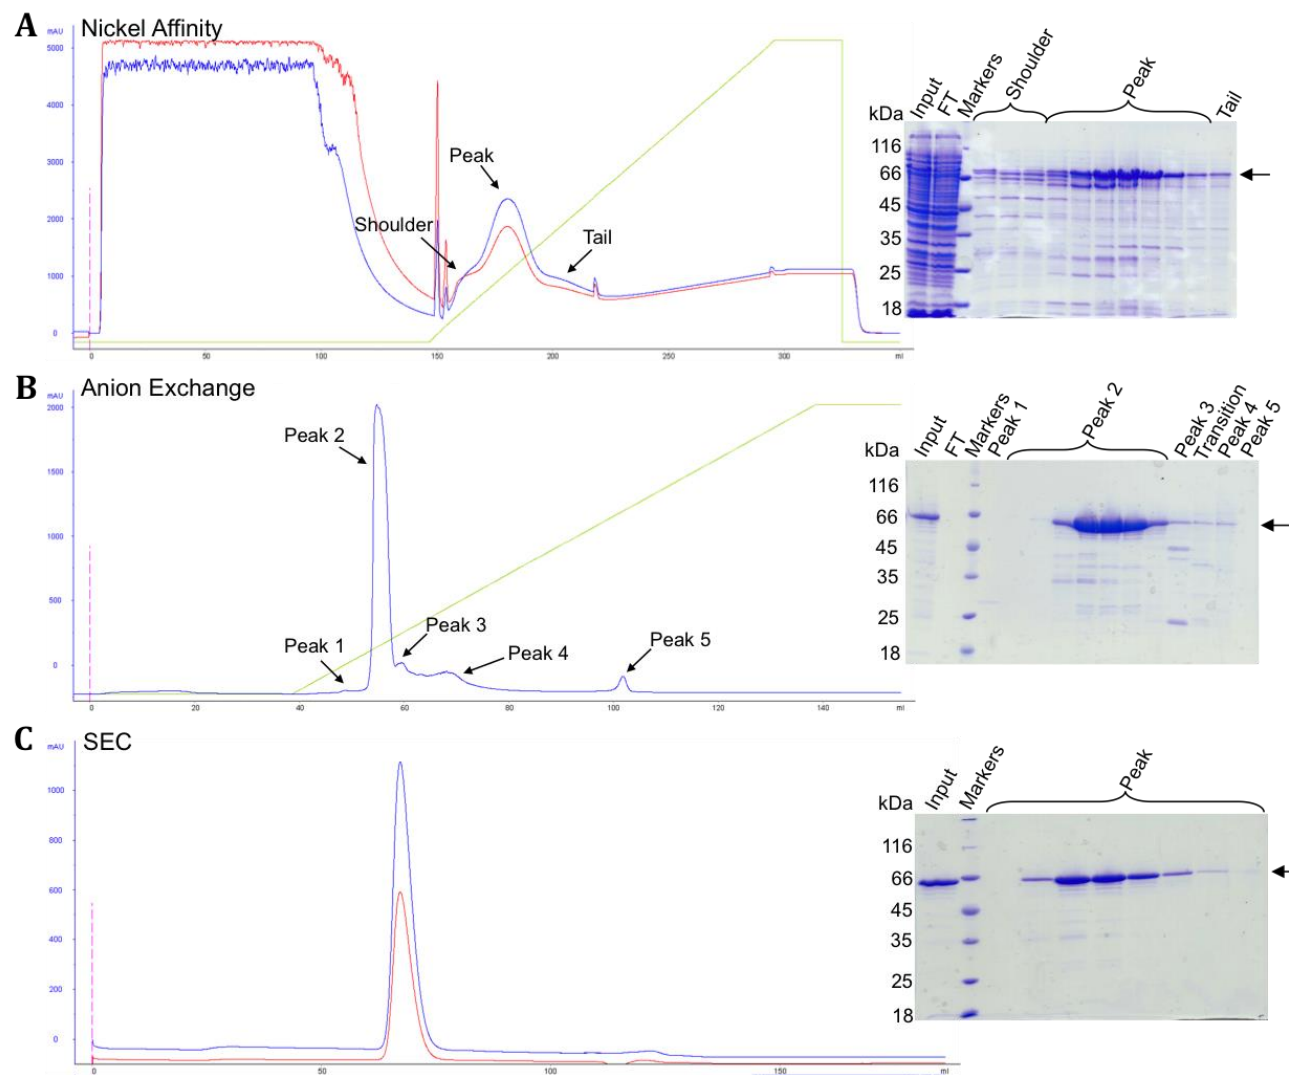 A Nickel Affinity
mAU
5000
4000
3000
2000
1000
0
0 50 100 150 200 250 300 ml
Peak
Shoulder
Tail
Input FT Markers Shoulder Peak Tail
kDa
116
66
45
35
25
18
B Anion Exchange
mAU
2000
1500
1000
500
0
0 20 40 60 80 100 120 140 ml
Peak 2
Peak 1
Peak 3
Peak 4
Peak 5
Input FT Markers Peak 1 Peak 2 Peak 3 Transition Peak 4 Peak 5
kDa
116
66
45
35
25
18
C SEC
mAU
1000
800
600
400
200
0
0 50 100 150 ml
Input Markers Peak
kDa
116
66
45
35
25
18